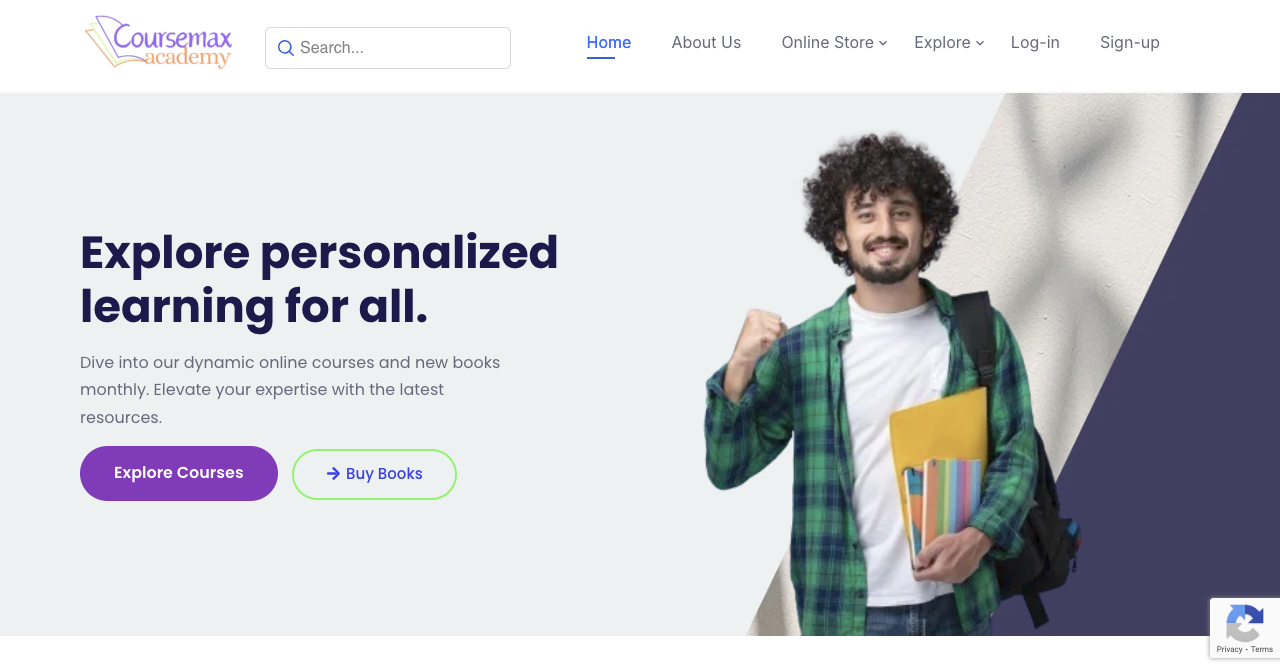 Coursemax
academy
Search...
Home
About Us
Online Store
Explore
Log-in
Sign-up
Explore personalized
learning for all.
Dive into our dynamic online courses and new books
monthly. Elevate your expertise with the latest
resources.
Explore Courses
Buy Books
Privacy - Terms